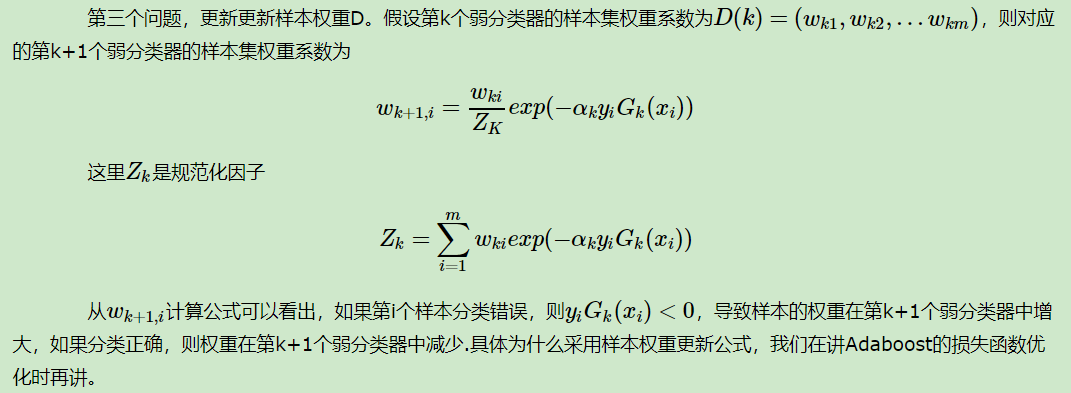 第三个问题，更新更新样本权重D。假设第k个弱分类器的样本集权重系数为D(k) = (w_{k1}, w_{k2}, . . . w_{km})，则对应
的第k+1个弱分类器的样本集权重系数为
w_{k+1,i} = \frac{w_{ki}}{Z_K} exp(−α_k y_i G_k(x_i))
这里Z_k是规范化因子
Z_k = \sum_{i=1}^{m} w_{ki} exp(−α_k y_i G_k(x_i))
从w_{k+1,i}计算公式可以看出，如果第i个样本分类错误，则y_i G_k(x_i) < 0，导致样本的权重在第k+1个弱分类器中增
大，如果分类正确，则权重在第k+1个弱分类器中减少.具体为什么采用样本权重更新公式，我们在讲Adaboost的损失函数优
化时再讲。